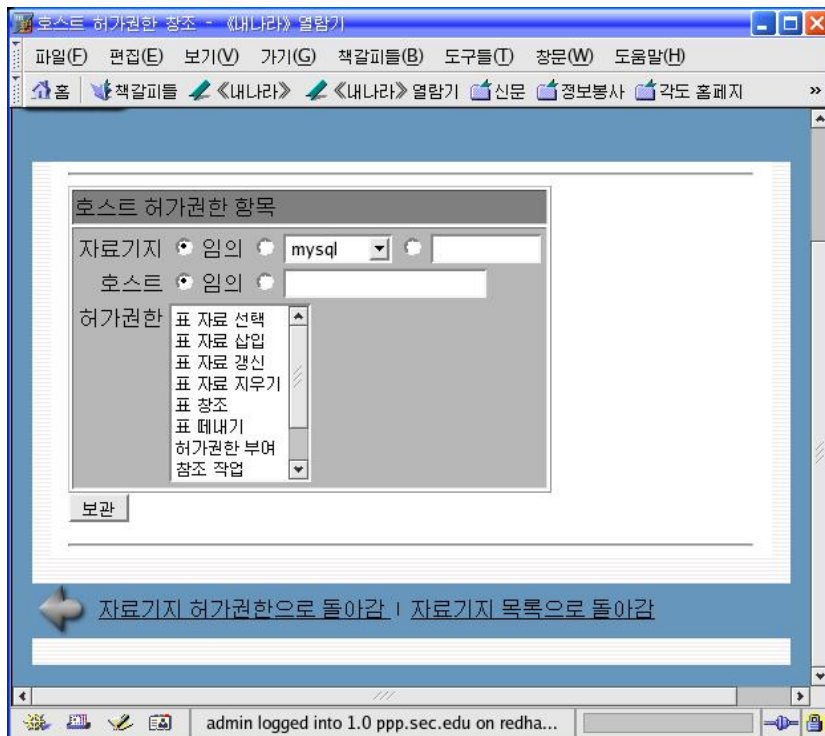 호스트 허가권한 창조 - 《내나라》 열람기
파일(F) 편집(E) 보기(V) 가기(G) 책갈피들(B) 도구들(T) 창문(W) 도움말(H)
홈 책갈피들 《내나라》 《내나라》 열람기 신문 정보봉사 각도 홈페지 »
호스트 허가권한 항목
자료기지 임의 mysql
호스트 임의
허가권한
표 자료 선택
표 자료 삽입
표 자료 갱신
표 자료 지우기
표 창조
표 떼내기
허가권한 부여
참조 작업
보관
자료기지 허가권한으로 돌아감 | 자료기지 목록으로 돌아감
admin logged into 1.0 ppp.sec.edu on redha...